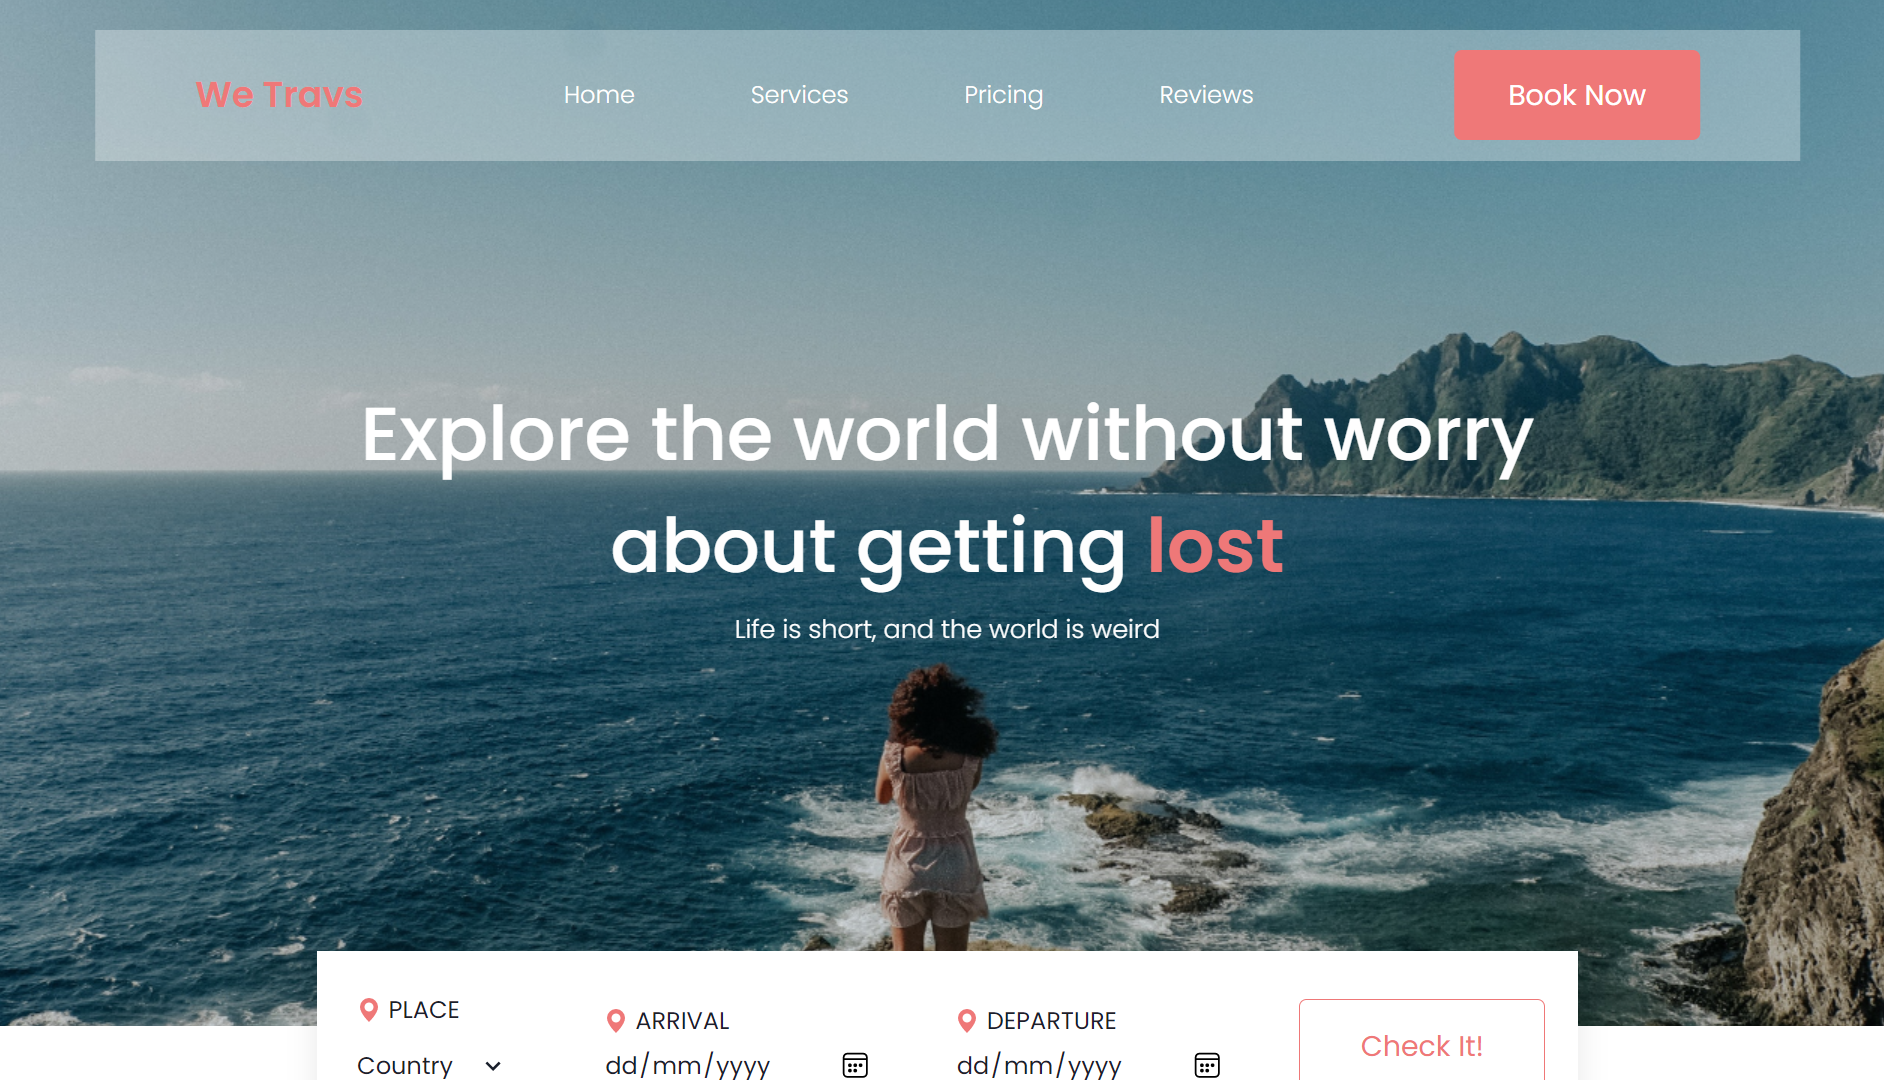 We Travs Home Services Pricing Reviews Book Now
Explore the world without worry
about getting lost
Life is short, and the world is weird
PLACE ARRIVAL DEPARTURE Check It!
Country dd/mm/yyyy dd/mm/yyyy